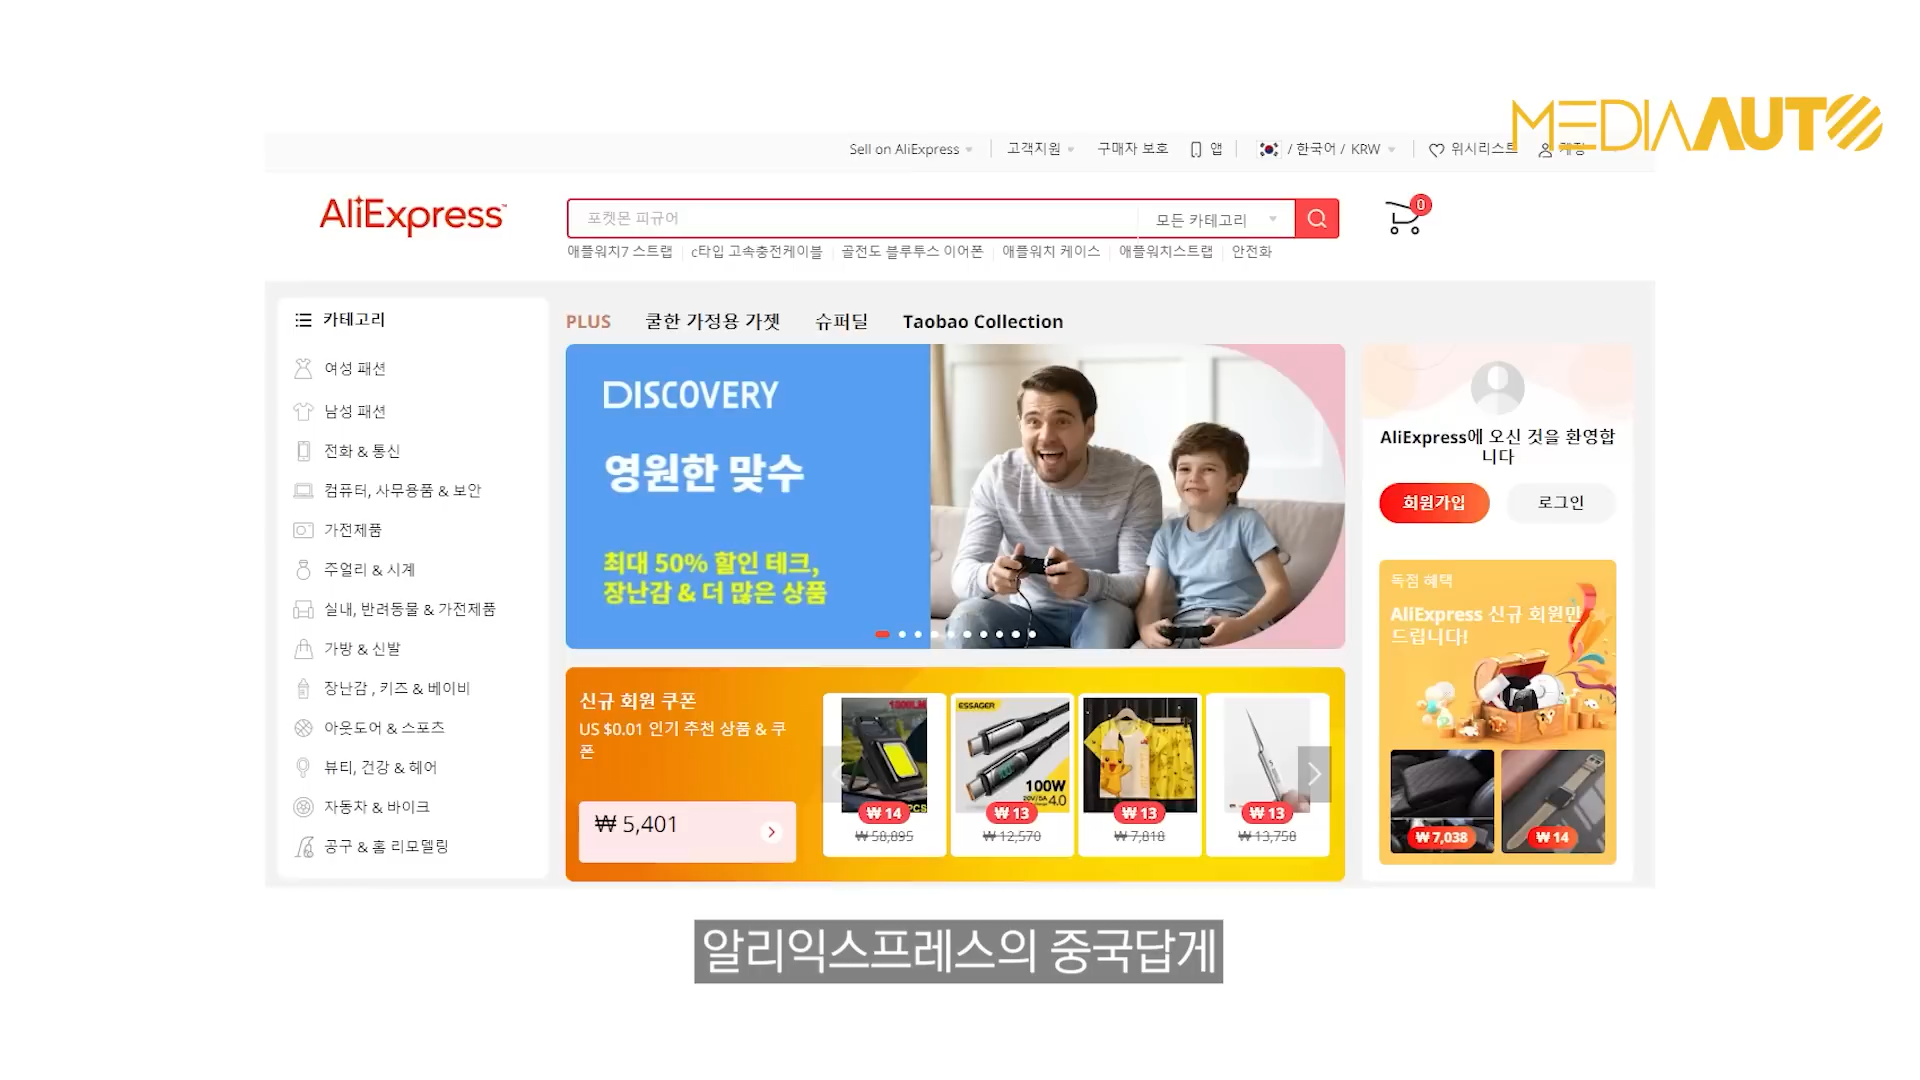 MEDIAAUTO
Sell on AliExpress
고객지원
구매자 보호
앱
/ 한국어 / KRW
위시리스트
계정
AliExpress™
포켓몬 피규어
모든 카테고리
0
애플워치7 스트랩
c타입 고속충전케이블
골전도 블루투스 이어폰
애플워치 케이스
애플워치스트랩
안전화
카테고리
여성 패션
남성 패션
전화 & 통신
컴퓨터, 사무용품 & 보안
가전제품
주얼리 & 시계
실내, 반려동물 & 가전제품
가방 & 신발
장난감 , 키즈 & 베이비
아웃도어 & 스포츠
뷰티, 건강 & 헤어
자동차 & 바이크
공구 & 홈 리모델링
PLUS
쿨한 가정용 가젯
슈퍼딜
Taobao Collection
DISCOVERY
영원한 맞수
최대 50% 할인 테크,
장난감 & 더 많은 상품
AliExpress에 오신 것을 환영합
니다
회원가입
로그인
독점 혜택
AliExpress 신규 회원만
드립니다!
₩ 7,038
₩ 14
신규 회원 쿠폰
US $0.01 인기 추천 상품 & 쿠
폰
₩ 5,401
₩ 14
₩ 58,895
ESSAGER
100W
20V/5A 4.0
₩ 13
₩ 12,570
₩ 13
₩ 7,818
₩ 13
₩ 13,758
알리익스프레스의 중국답게